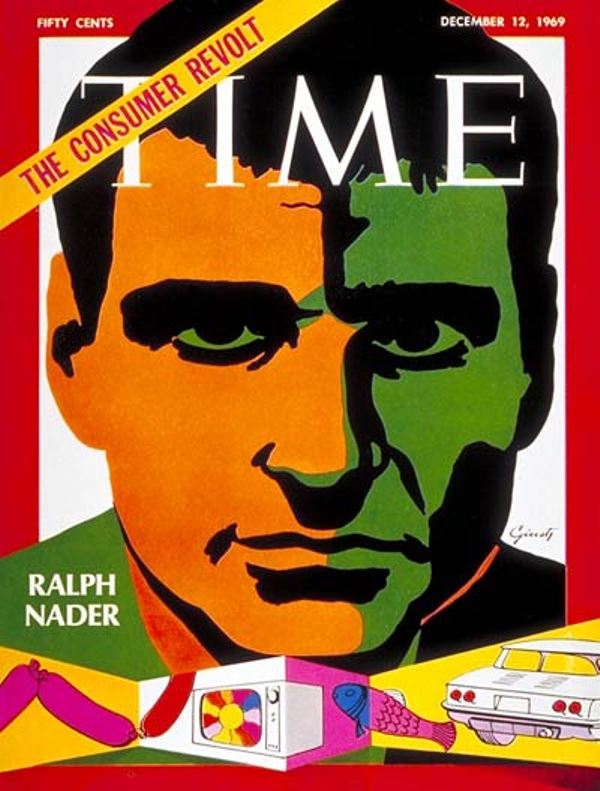 FIFTY CENTS
DECEMBER 12, 1969
THE CONSUMER REVOLT
TIME
Giusti
RALPH
NADER